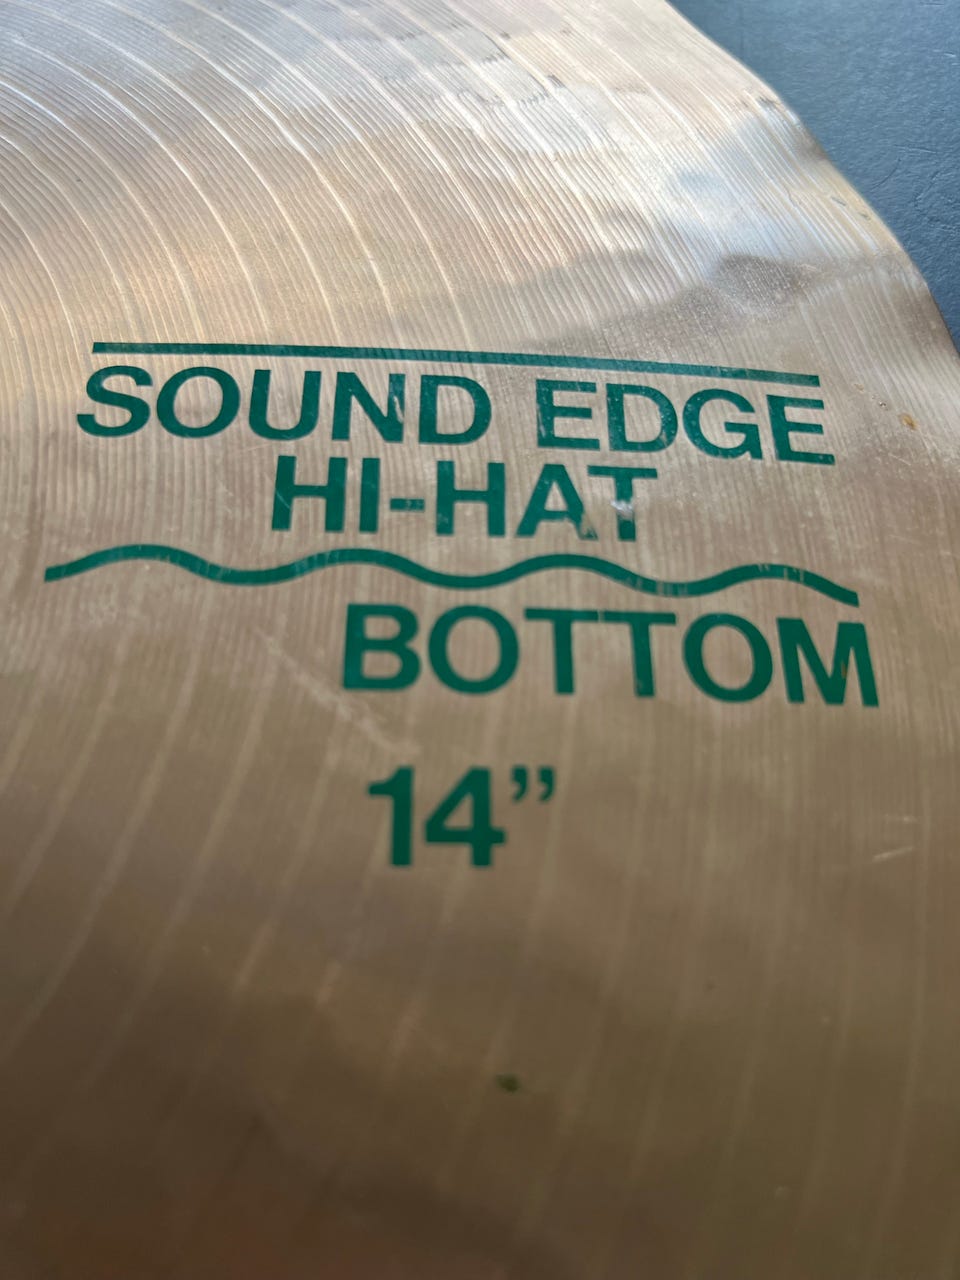 SOUND EDGE
HI-HAT
BOTTOM
14”